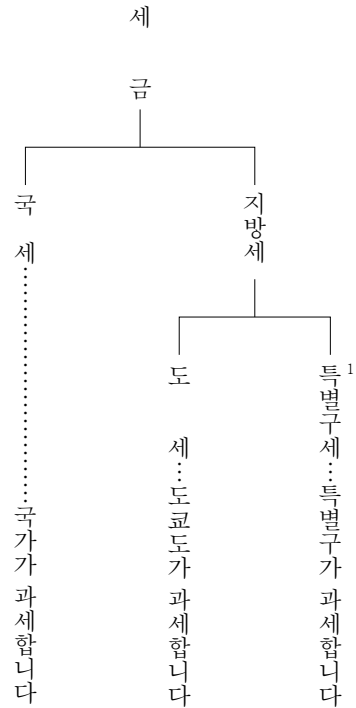 세 금
국 세……………………국가가 과세합니다
지방세
도 세…도쿄도가 과세합니다
특별구세…특별구가 과세합니다
1